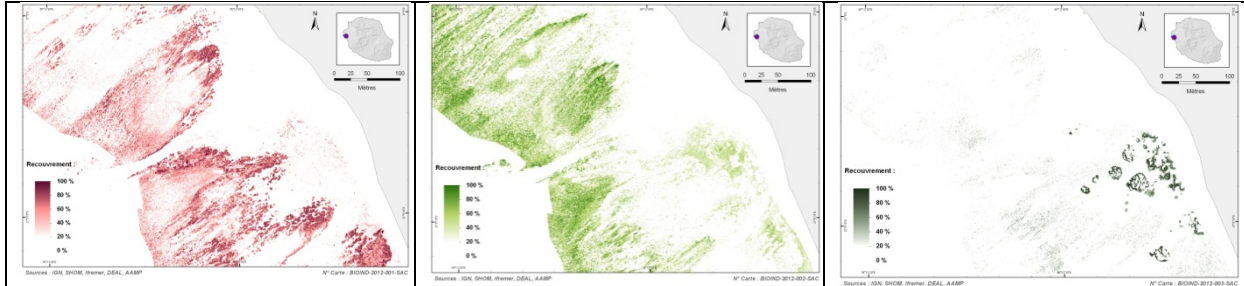 N
0 25 50 100
Mètres
Recouvrement :
100 %
80 %
60 %
40 %
20 %
0 %
Sources : IGN, SHOM, Ifremer, DEAL, AAMP
N° Carte : BIOIND-2012-001-SAC
N
0 25 50 100
Mètres
Recouvrement :
100 %
80 %
60 %
40 %
20 %
0 %
Sources : IGN, SHOM, Ifremer, DEAL, AAMP
N° Carte : BIOIND-2012-002-SAC
N
0 25 50 100
Mètres
Recouvrement :
100 %
80 %
60 %
40 %
20 %
0 %
Sources : IGN, SHOM, Ifremer, DEAL, AAMP
N° Carte : BIOIND-2012-003-SAC